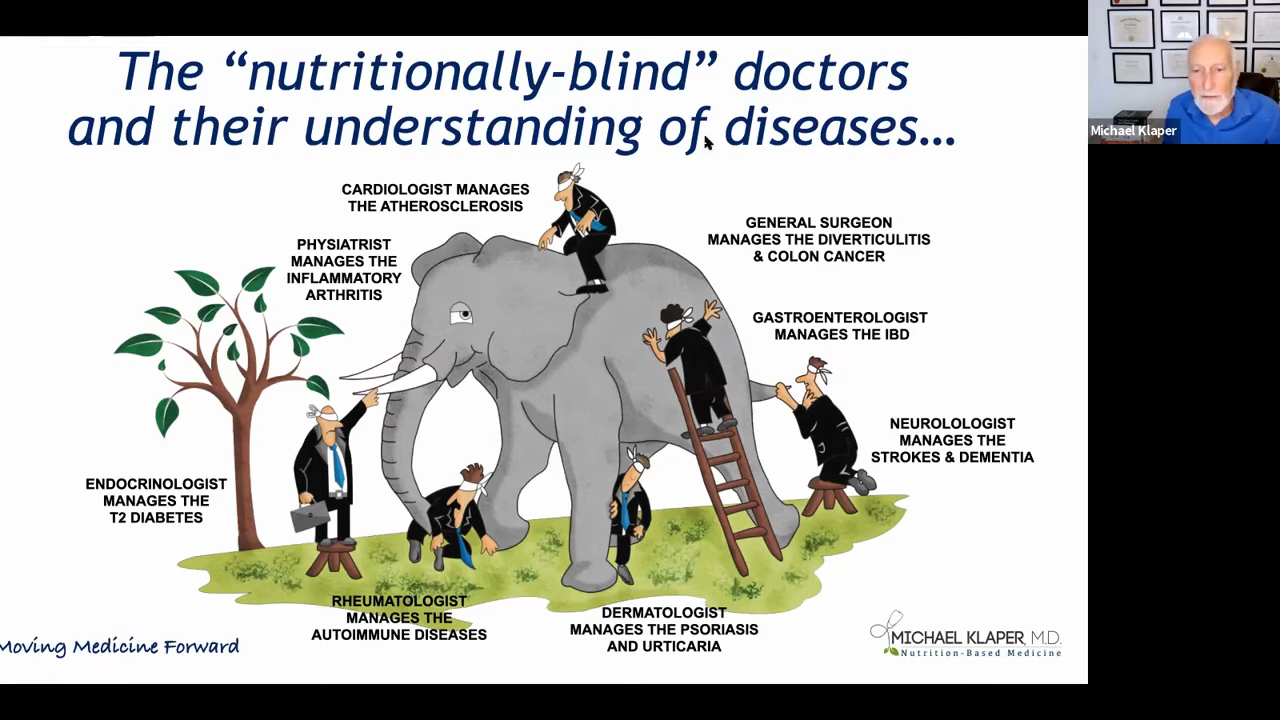 The “nutritionally-blind” doctors
and their understanding of diseases…
Michael Klaper
CARDIOLOGIST MANAGES
THE ATHEROSCLEROSIS
PHYSIATRIST
MANAGES THE
INFLAMMATORY
ARTHRITIS
GENERAL SURGEON
MANAGES THE DIVERTICULITIS
& COLON CANCER
GASTROENTEROLOGIST
MANAGES THE IBD
NEUROLOLOGIST
MANAGES THE
STROKES & DEMENTIA
ENDOCRINOLOGIST
MANAGES THE
T2 DIABETES
RHEUMATOLOGIST
MANAGES THE
AUTOIMMUNE DISEASES
DERMATOLOGIST
MANAGES THE PSORIASIS
AND URTICARIA
Moving Medicine Forward
MICHAEL KLAPER, M.D.
Nutrition-Based Medicine